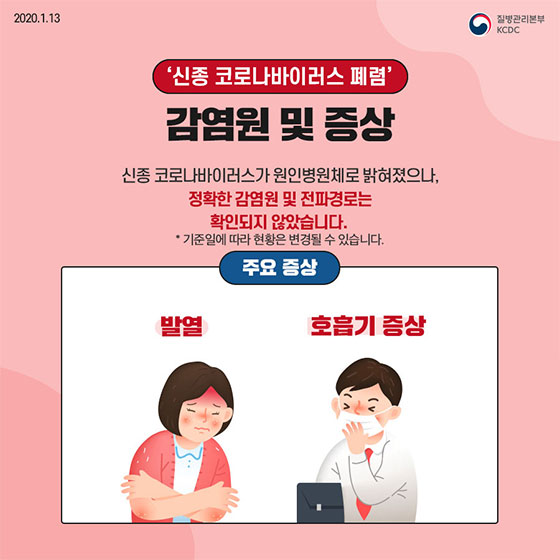 2020.1.13
질병관리본부
KCDC
‘신종 코로나바이러스 폐렴’
감염원 및 증상
신종 코로나바이러스가 원인병원체로 밝혀졌으나,
정확한 감염원 및 전파경로는
확인되지 않았습니다.
* 기준일에 따라 현황은 변경될 수 있습니다.
주요 증상
발열
호흡기 증상